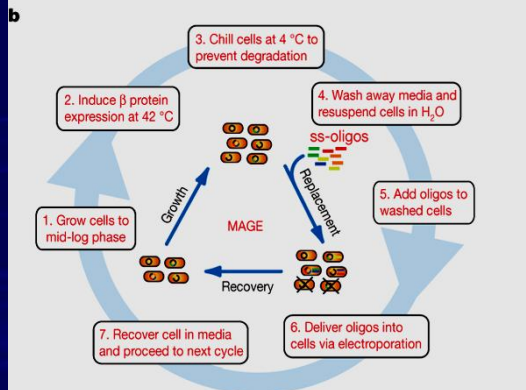 b
3. Chill cells at 4 °C to
prevent degradation
2. Induce β protein
expression at 42 °C
4. Wash away media and
resuspend cells in H₂O
ss-oligos
Growth
Replacement
MAGE
5. Add oligos to
washed cells
1. Grow cells to
mid-log phase
Recovery
7. Recover cell in media
and proceed to next cycle
6. Deliver oligos into
cells via electroporation